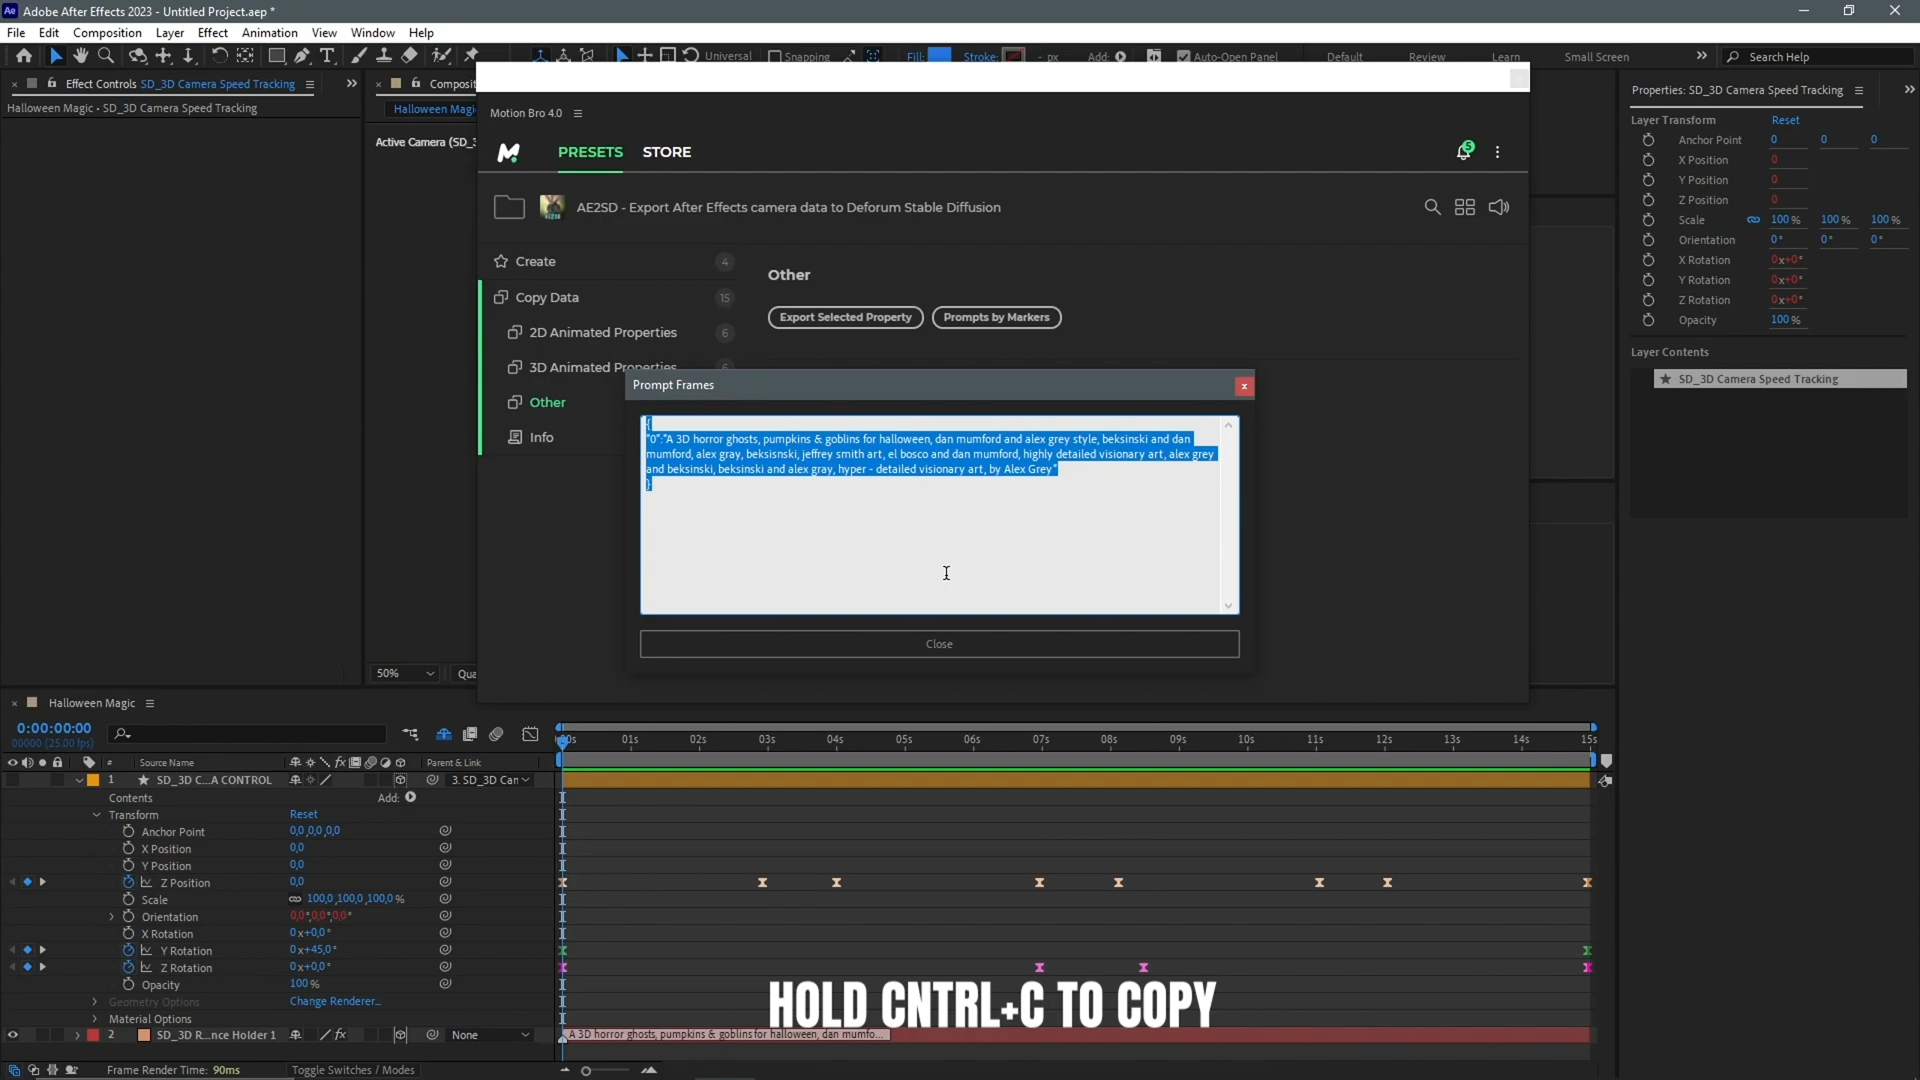 Ae Adobe After Effects 2023 - Untitled Project.aep *
File Edit Composition Layer Effect Animation View Window Help
Universal Snapping Fill: Stroke: - px Add: Auto-Open Panel Default Review Learn Small Screen Search Help
Effect Controls SD_3D Camera Speed Tracking
Halloween Magic • SD_3D Camera Speed Tracking
Composit
Halloween Magi
Active Camera (SD_3
50%
Qua
Motion Bro 4.0
PRESETS STORE
5
AE2SD - Export After Effects camera data to Deforum Stable Diffusion
Create 4
Copy Data 15
2D Animated Properties 6
3D Animated Properties 6
Other
Info
Other
Export Selected Property Prompts by Markers
Prompt Frames
x
{
"0":"A 3D horror ghosts, pumpkins & goblins for halloween, dan mumford and alex grey style, beksinski and dan
mumford, alex gray, beksisnski, jeffrey smith art, el bosco and dan mumford, highly detailed visionary art, alex grey
and beksinski, beksinski and alex gray, hyper - detailed visionary art, by Alex Grey"
}
Close
Properties: SD_3D Camera Speed Tracking
Layer Transform Reset
Anchor Point 0 0 0
X Position 0
Y Position 0
Z Position 0
Scale 100 % 100 % 100 %
Orientation 0° 0° 0°
X Rotation 0x+0°
Y Rotation 0x+0°
Z Rotation 0x+0°
Opacity 100 %
Layer Contents
SD_3D Camera Speed Tracking
Halloween Magic
0:00:00:00
00000 (25.00 fps)
01s 02s 03s 04s 05s 06s 07s 08s 09s 10s 11s 12s 13s 14s 15s
# Source Name fx Parent & Link
1 SD_3D C...A CONTROL 3. SD_3D Can
Contents Add:
Transform Reset
Anchor Point 0,0,0,0,0,0
X Position 0,0
Y Position 0,0
Z Position 0,0
Scale 100,0,100,0,100,0 %
Orientation 0,0°,0,0°,0,0°
X Rotation 0x+0,0°
Y Rotation 0x+45,0°
Z Rotation 0x+0,0°
Opacity 100 %
Geometry Options Change Renderer...
Material Options
2 SD_3D R...nce Holder 1 fx None
A 3D horror ghosts, pumpkins & goblins for halloween, dan mumfo...
HOLD CNTRL+C TO COPY
Frame Render Time: 90ms Toggle Switches / Modes